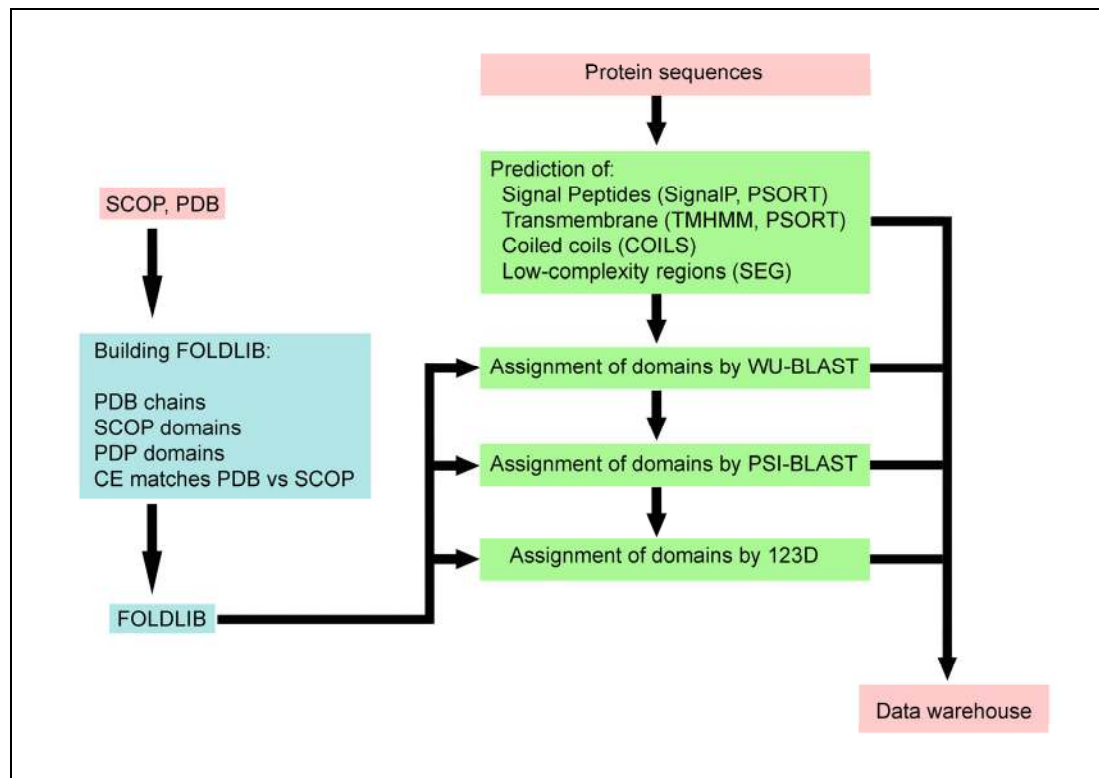 Protein sequences
Prediction of:
Signal Peptides (SignalP, PSORT)
Transmembrane (TMHMM, PSORT)
Coiled coils (COILS)
Low-complexity regions (SEG)
SCOP, PDB
Building FOLDLIB:
PDB chains
SCOP domains
PDP domains
CE matches PDB vs SCOP
FOLDLIB
Assignment of domains by WU-BLAST
Assignment of domains by PSI-BLAST
Assignment of domains by 123D
Data warehouse